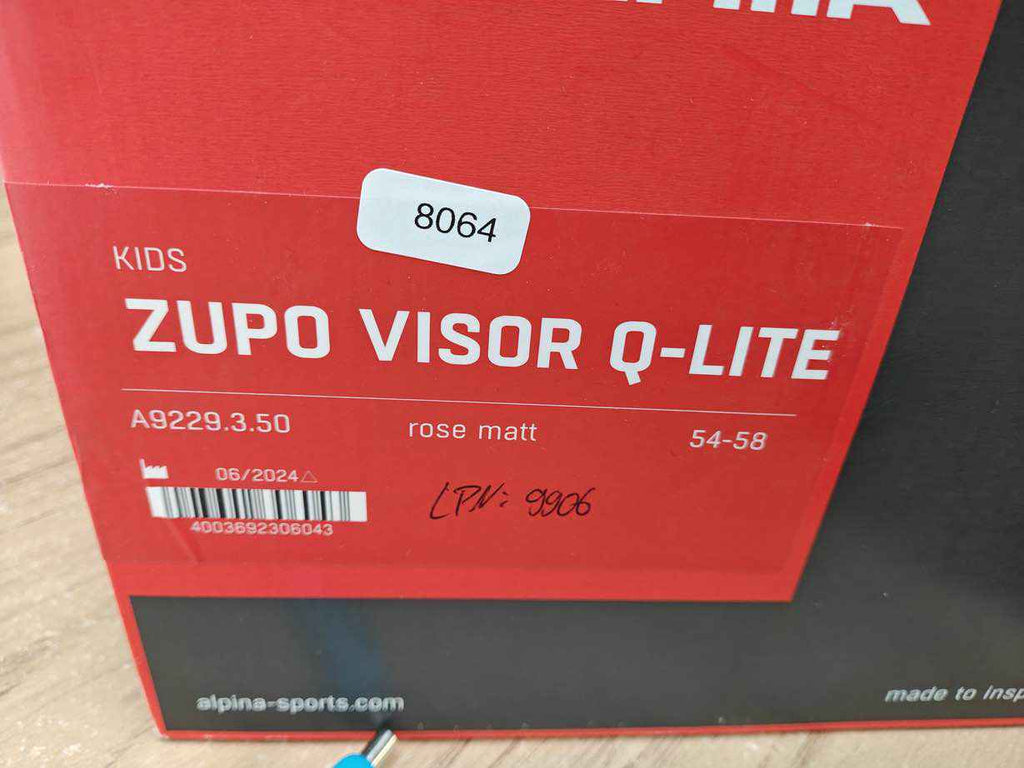 8064
KIDS
ZUPO VISOR Q-LITE
A9229.3.50 rose matt 54-58
06/2024
4003692306043
LPN: 9906
alpina-sports.com
made to